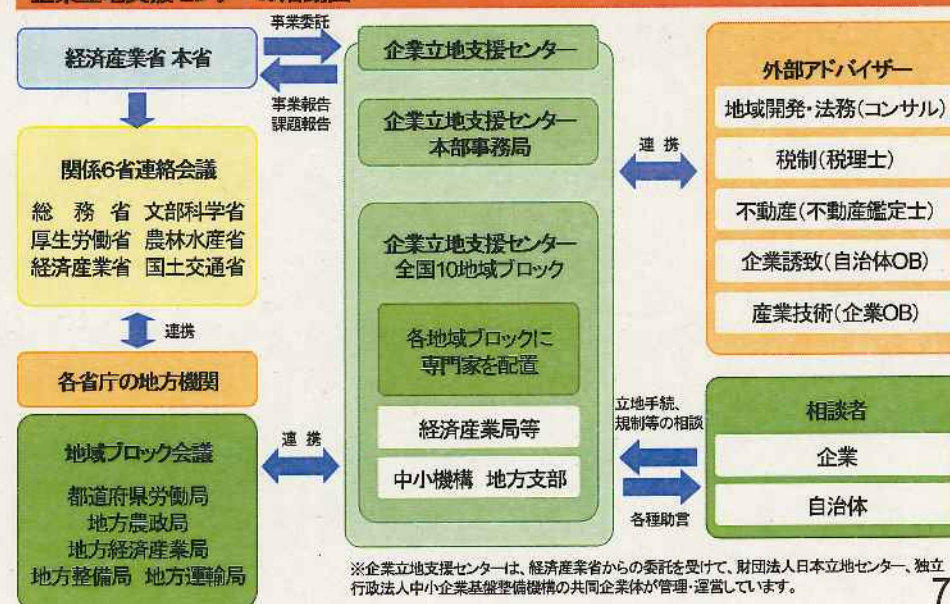 経済産業省 本省
事業委託
事業報告
課題報告
関係6省連絡会議
総務省 文部科学省
厚生労働省 農林水産省
経済産業省 国土交通省
連携
各省庁の地方機関
地域ブロック会議
都道府県労働局
地方農政局
地方経済産業局
地方整備局 地方運輸局
連携
企業立地支援センター
企業立地支援センター
本部事務局
企業立地支援センター
全国10地域ブロック
各地域ブロックに
専門家を配置
経済産業局等
中小機構 地方支部
連携
外部アドバイザー
地域開発・法務(コンサル)
税制(税理士)
不動産(不動産鑑定士)
企業誘致(自治体OB)
産業技術(企業OB)
立地手続、
規制等の相談
各種助言
相談者
企業
自治体
※企業立地支援センターは、経済産業省からの委託を受けて、財団法人日本立地センター、独立
行政法人中小企業基盤整備機構の共同企業体が管理・運営しています。
7